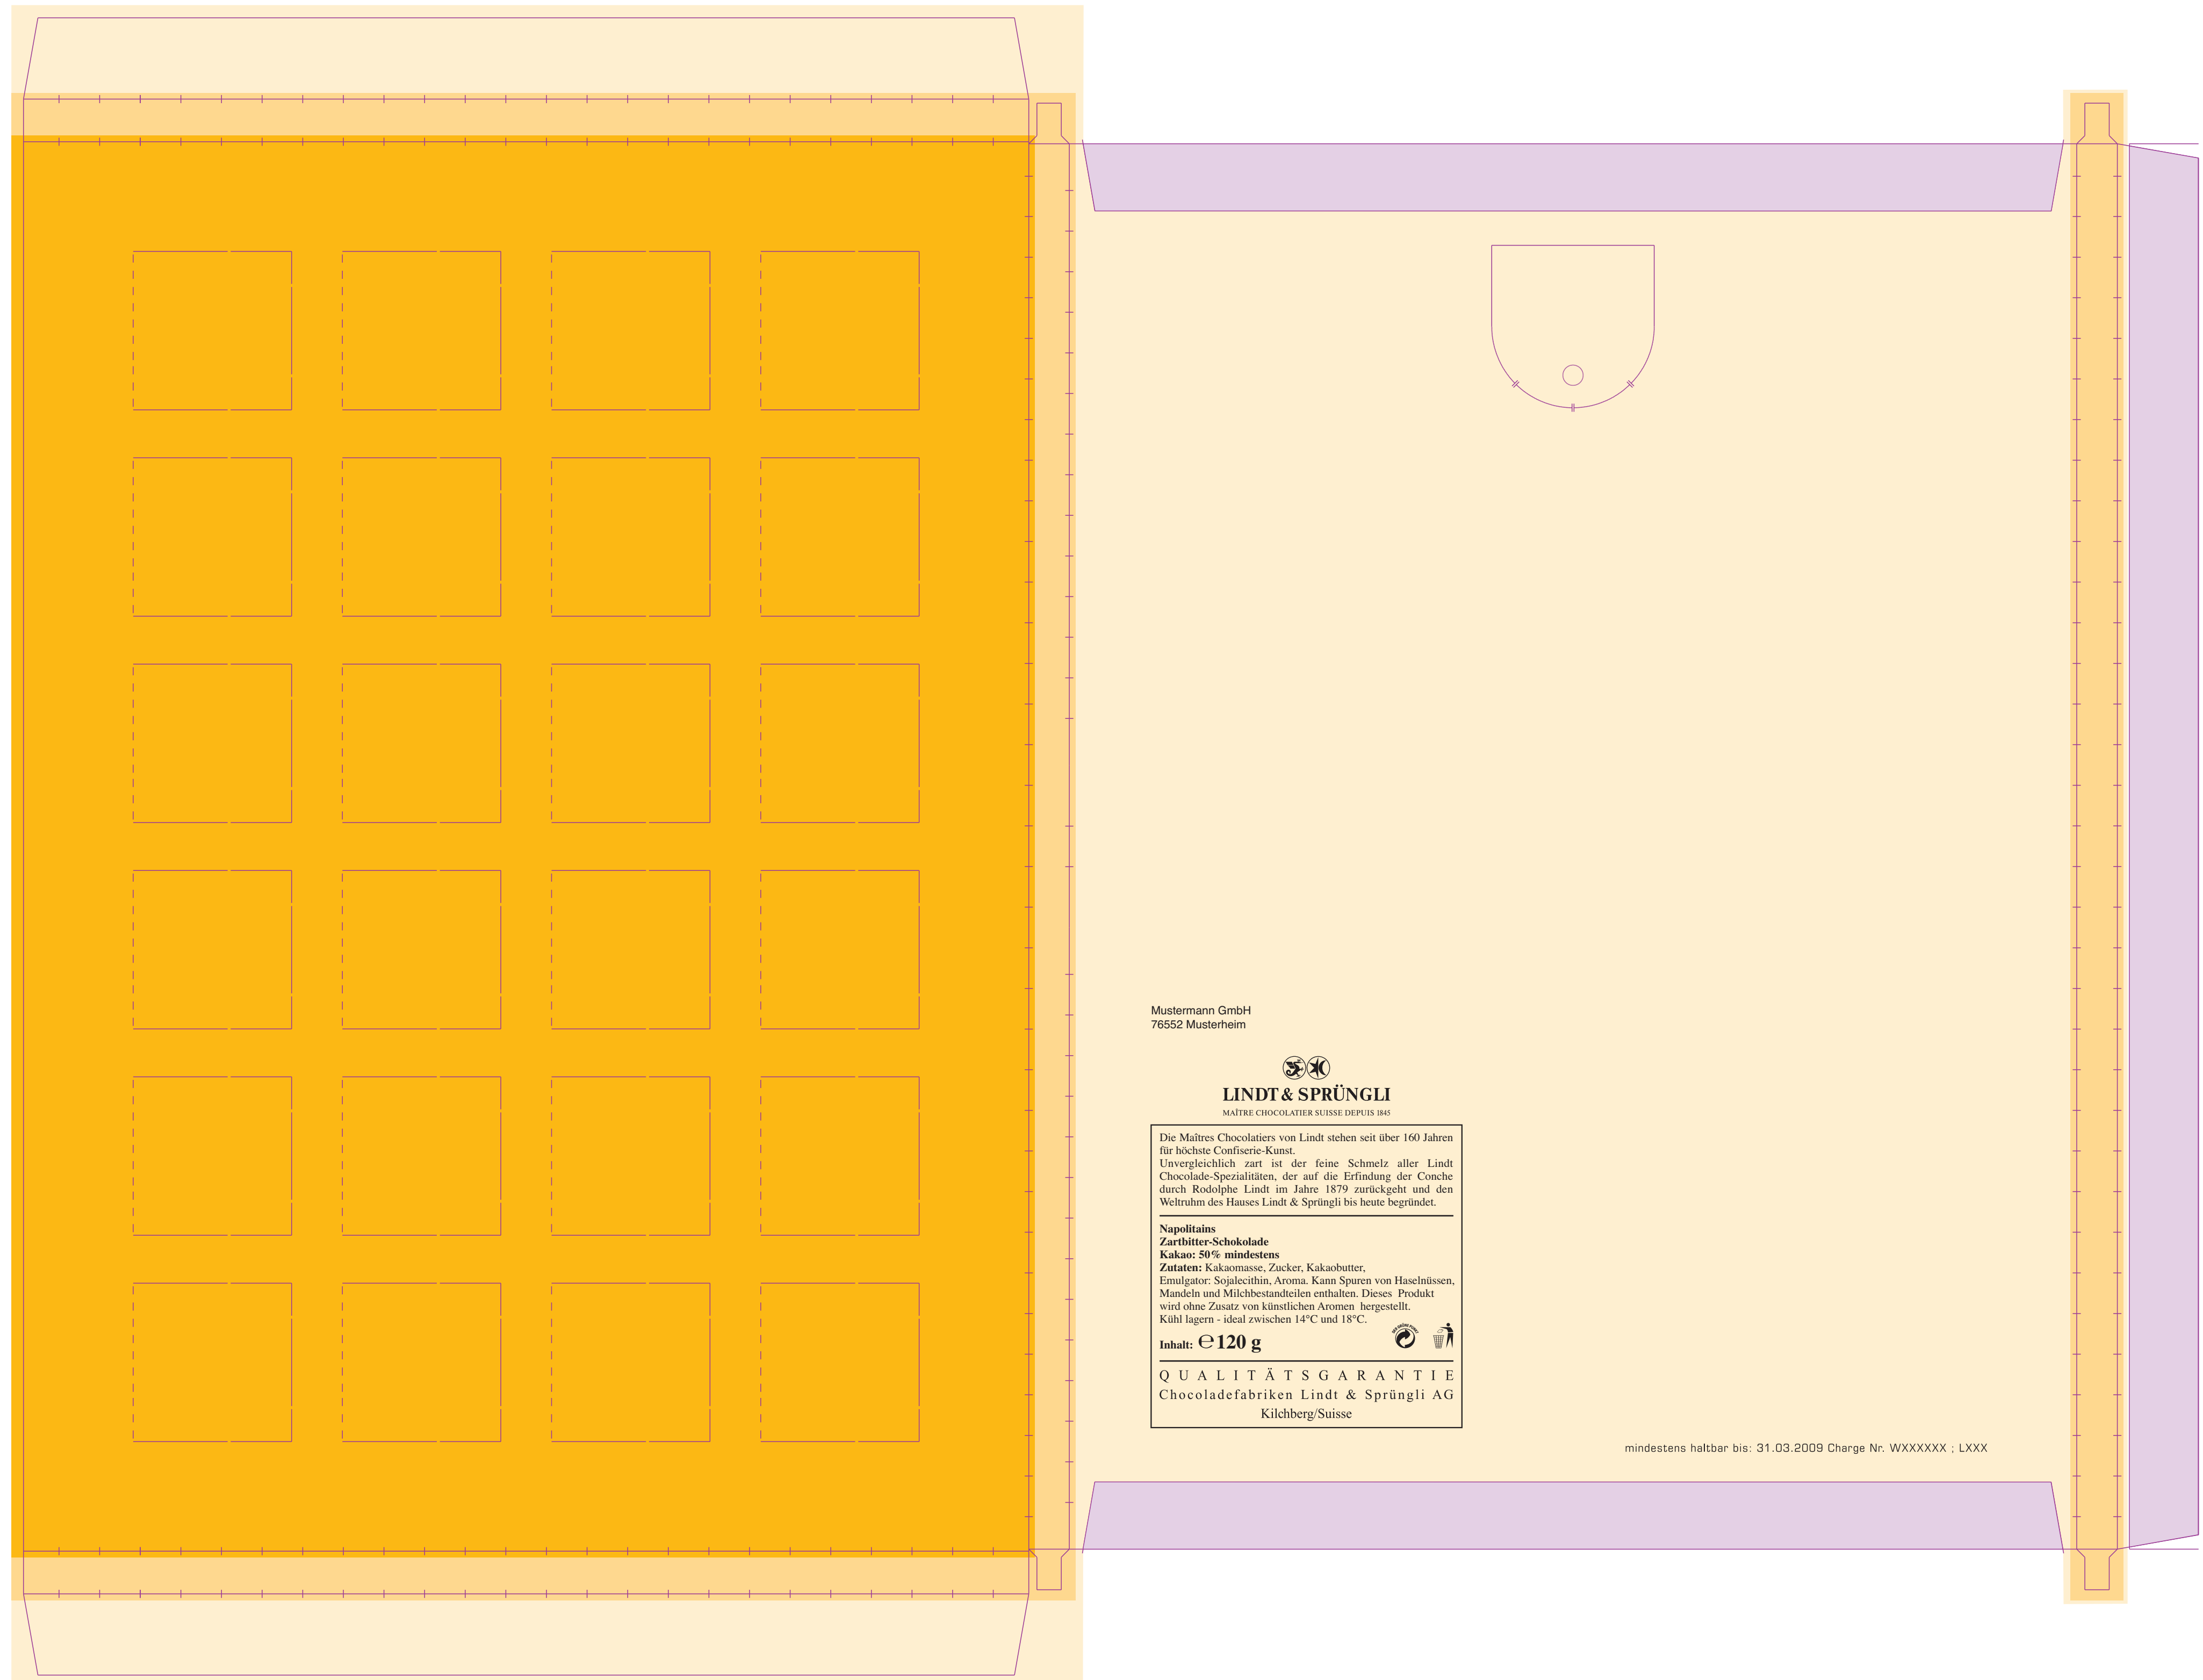 Mustermann GmbH
76552 Musterheim
LINDT & SPRÜNGLI
MAÎTRE CHOCOLATIER SUISSE DEPUIS 1845
Die Maîtres Chocolatiers von Lindt stehen seit über 160 Jahren
für höchste Confiserie-Kunst.
Unvergleichlich zart ist der feine Schmelz aller Lindt
Chocolade-Spezialitäten, der auf die Erfindung der Conche
durch Rodolphe Lindt im Jahre 1879 zurückgeht und den
Weltruhm des Hauses Lindt & Sprüngli bis heute begründet.
Napolitains
Zartbitter-Schokolade
Kakao: 50% mindestens
Zutaten: Kakaomasse, Zucker, Kakaobutter,
Emulgator: Sojalecithin, Aroma. Kann Spuren von Haselnüssen,
Mandeln und Milchbestandteilen enthalten. Dieses Produkt
wird ohne Zusatz von künstlichen Aromen hergestellt.
Kühl lagern - ideal zwischen 14°C und 18°C.
DER GRÜNE PUNKT
Inhalt: ℮ 120 g
QUALITÄTSGARANTIE
Chocoladefabriken Lindt & Sprüngli AG
Kilchberg/Suisse
mindestens haltbar bis: 31.03.2009 Charge Nr. WXXXXXX ; LXXX